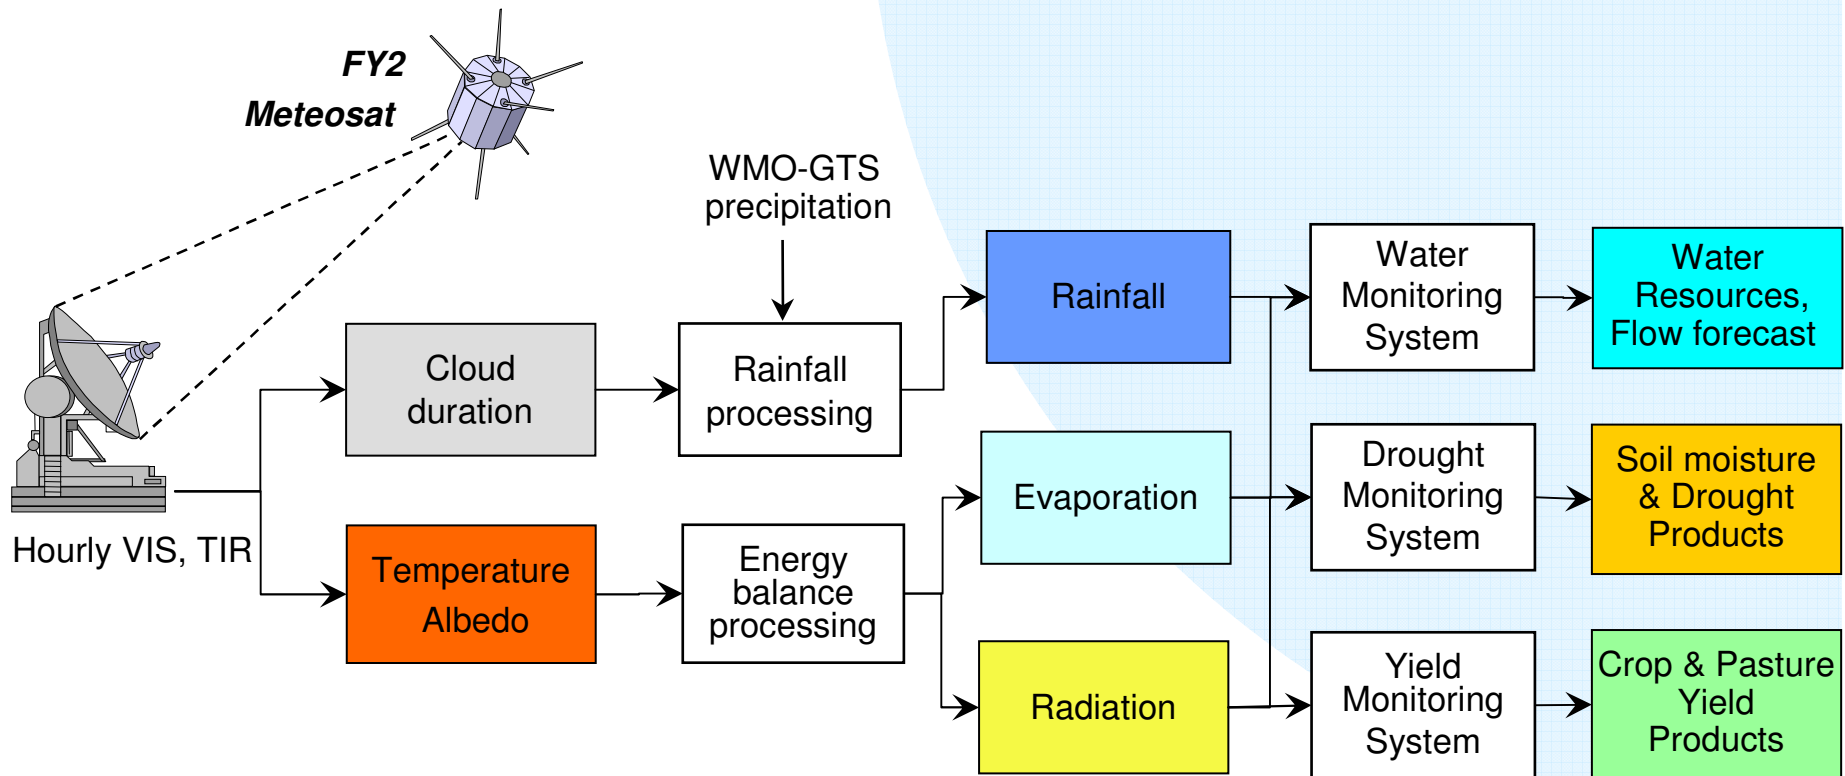 FY2
Meteosat
WMO-GTS
precipitation
Hourly VIS, TIR
Cloud
duration
Rainfall
processing
Temperature
Albedo
Energy
balance
processing
Rainfall
Evaporation
Radiation
Water
Monitoring
System
Drought
Monitoring
System
Yield
Monitoring
System
Water
Resources,
Flow forecast
Soil moisture
& Drought
Products
Crop & Pasture
Yield
Products